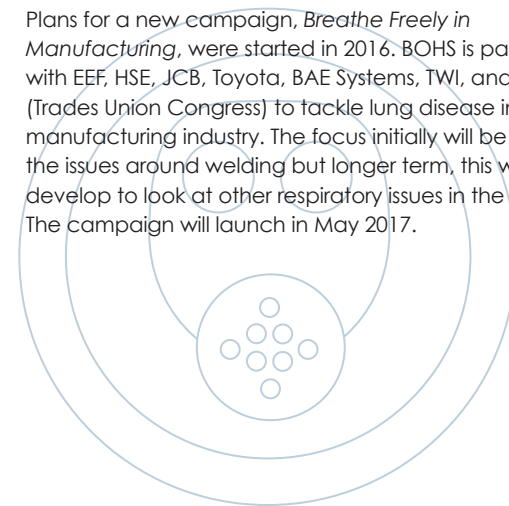 Plans for a new campaign, Breathe Freely in
Manufacturing, were started in 2016. BOHS is pa
with EEF, HSE, JCB, Toyota, BAE Systems, TWI, and
(Trades Union Congress) to tackle lung disease i
manufacturing industry. The focus initially will be
the issues around welding but longer term, this w
develop to look at other respiratory issues in the
The campaign will launch in May 2017.